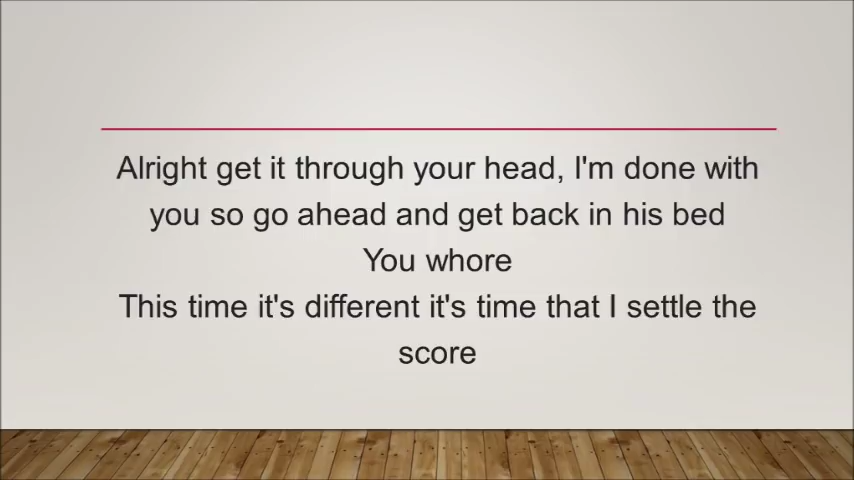 Alright get it through your head, I'm done with
you so go ahead and get back in his bed
You whore
This time it's different it's time that I settle the
score